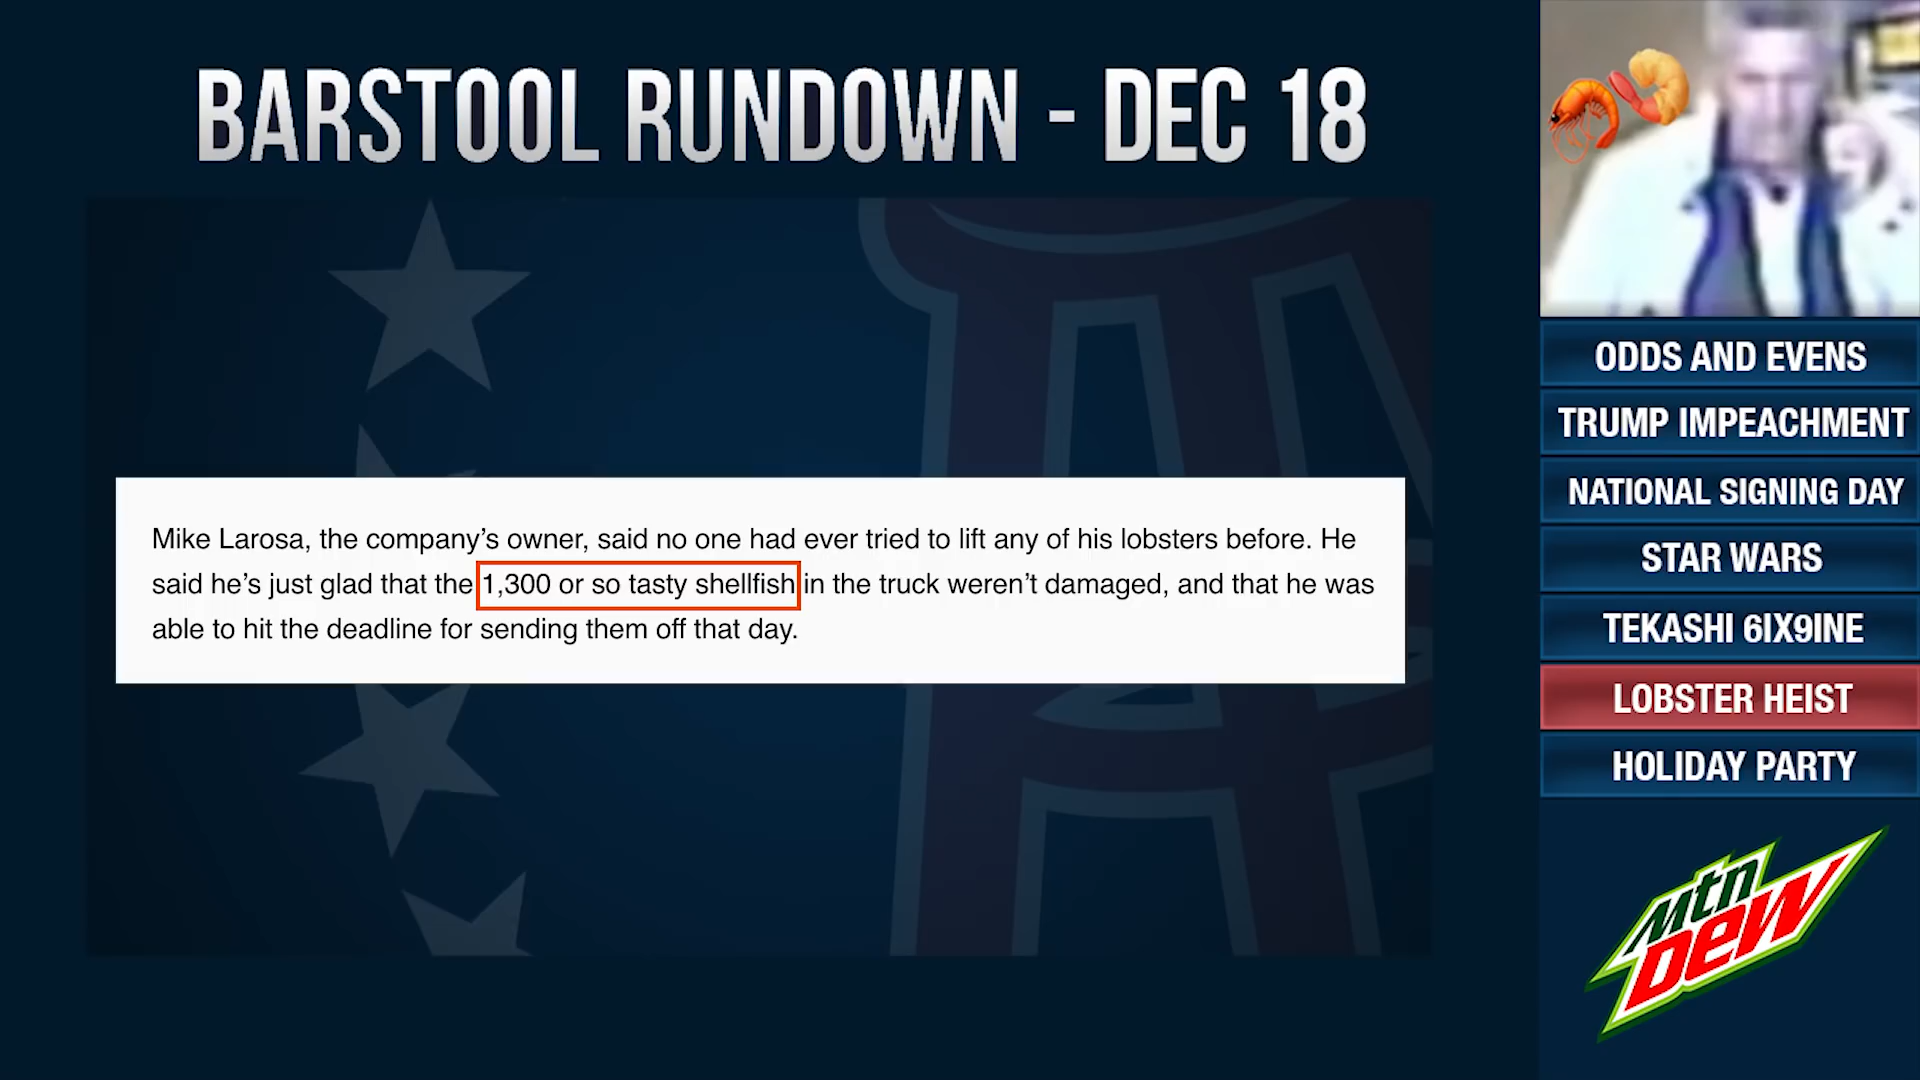 BARSTOOL RUNDOWN - DEC 18
Mike Larosa, the company’s owner, said no one had ever tried to lift any of his lobsters before. He
said he’s just glad that the 1,300 or so tasty shellfish in the truck weren’t damaged, and that he was
able to hit the deadline for sending them off that day.
ODDS AND EVENS
TRUMP IMPEACHMENT
NATIONAL SIGNING DAY
STAR WARS
TEKASHI 6IX9INE
LOBSTER HEIST
HOLIDAY PARTY
Mtn
DEW